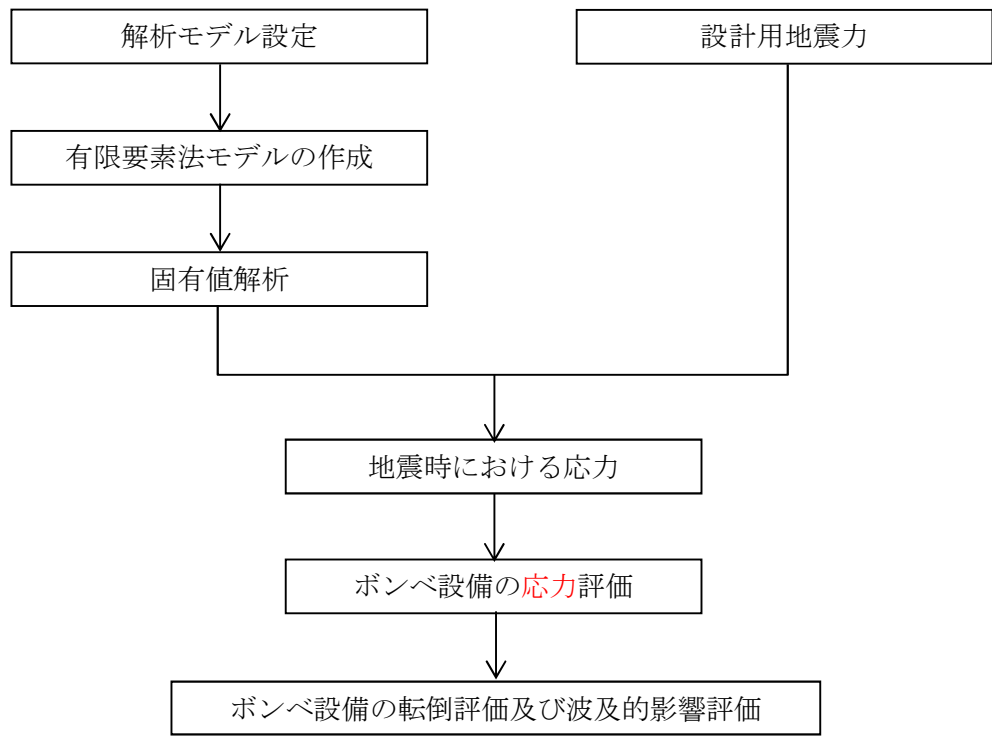 解析モデル設定
設計用地震力
有限要素法モデルの作成
固有値解析
地震時における応力
ボンベ設備の応力評価
ボンベ設備の転倒評価及び波及的影響評価